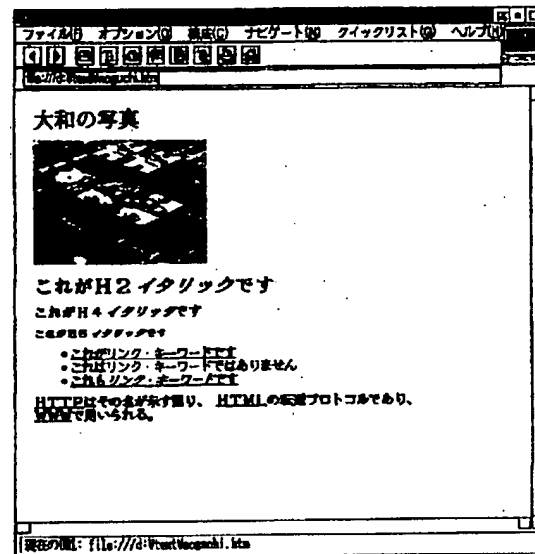 ファイル(F) オプション(O) 構成(C) ナビゲート(N) クイックリスト(Q) ヘルプ(H)
大和の写真
これがH2イタリックです
これがH4イタリックです
これがH6イタリックです
•これがリンク・キーワードです
•これはリンク・キーワードではありません
•これもリンク・キーワードです
HTTPはその名が示す通り、 HTMLの転送プロトコルであり、
WWWで用いられる。
現在のURL: file:///d: